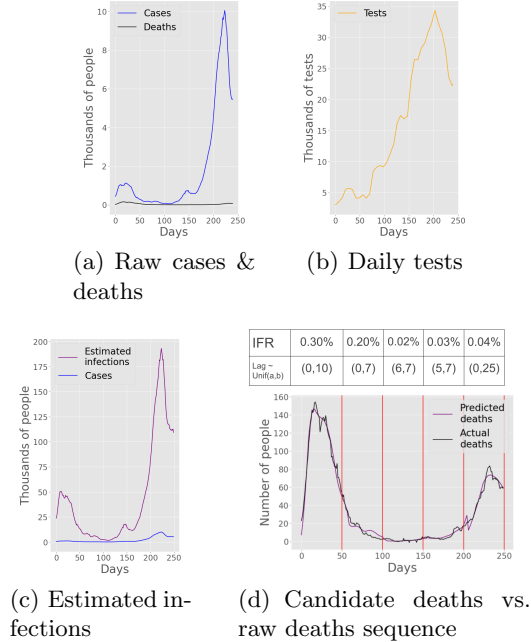 Cases
Deaths
10
8
6
4
2
0
Thousands of people
0 50 100 150 200 250
Days
(a) Raw cases &
deaths
Tests
35
30
25
20
15
10
5
Thousands of tests
0 50 100 150 200 250
Days
(b) Daily tests
Estimated
infections
Cases
200
175
150
125
100
75
50
25
0
Thousands of people
0 50 100 150 200 250
Days
(c) Estimated in-
fections
IFR 0.30% 0.20% 0.02% 0.03% 0.04%
Lag ~
Unif(a,b) (0,10) (0,7) (6,7) (5,7) (0,25)
Predicted
deaths
Actual
deaths
160
140
120
100
80
60
40
20
0
Number of people
0 50 100 150 200 250
Days
(d) Candidate deaths vs.
raw deaths sequence